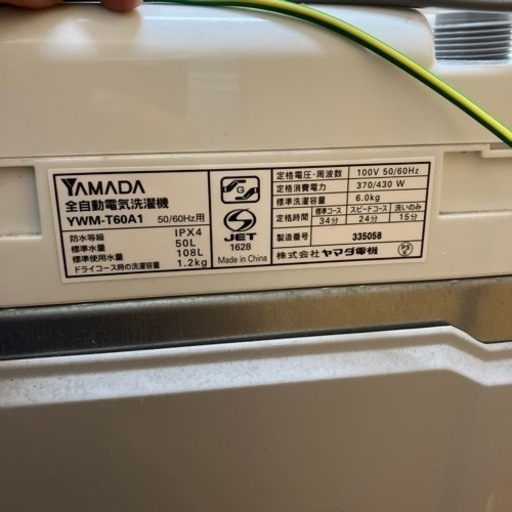 YAMADA
全自動電気洗濯機
YWM-T60A1 50/60Hz用
防水等級 IPX4
標準水量 50L
標準使用水量 108L
ドライコース時の洗濯容量 1.2kg
G
JET
1628
Made in China
定格電圧・周波数 100V 50/60Hz
定格消費電力 370/430 W
標準洗濯容量 6.0kg
定格時間 標準コース スピードコース 洗いのみ
34分 24分 15分
製造番号 335058
株式会社 ヤマダ電機
PS
E